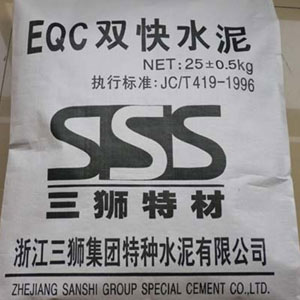 EQC双快水泥
NET:25±0.5kg
执行标准:JC/T419-1996
SSS
三狮特材
浙江三狮集团特种水泥有限公司
ZHEJIANG SANSHI GROUP SPECIAL CEMENT CO.,LTD.